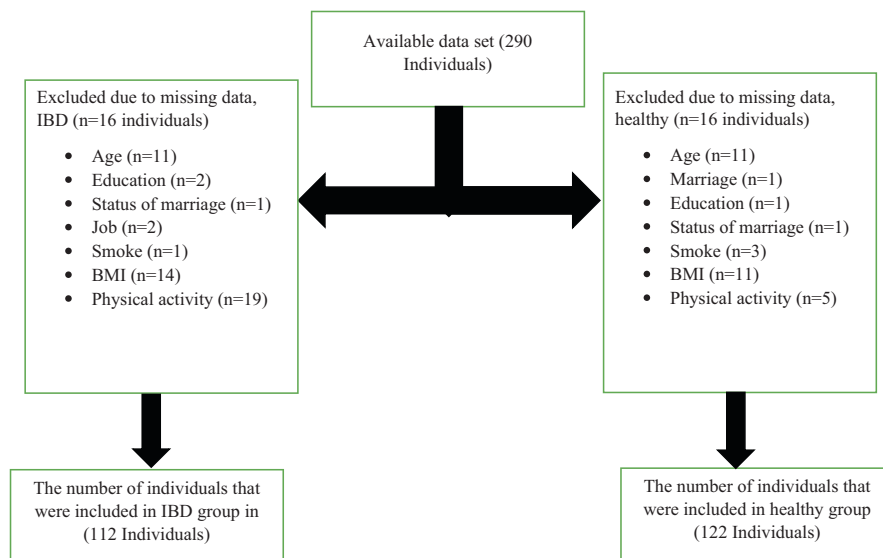 Available data set (290
Individuals)
Excluded due to missing data,
IBD (n=16 individuals)
• Age (n=11)
• Education (n=2)
• Status of marriage (n=1)
• Job (n=2)
• Smoke (n=1)
• BMI (n=14)
• Physical activity (n=19)
Excluded due to missing data,
healthy (n=16 individuals)
• Age (n=11)
• Marriage (n=1)
• Education (n=1)
• Status of marriage (n=1)
• Smoke (n=3)
• BMI (n=11)
• Physical activity (n=5)
The number of individuals that
were included in IBD group in
(112 Individuals)
The number of individuals that
were included in healthy group
(122 Individuals)